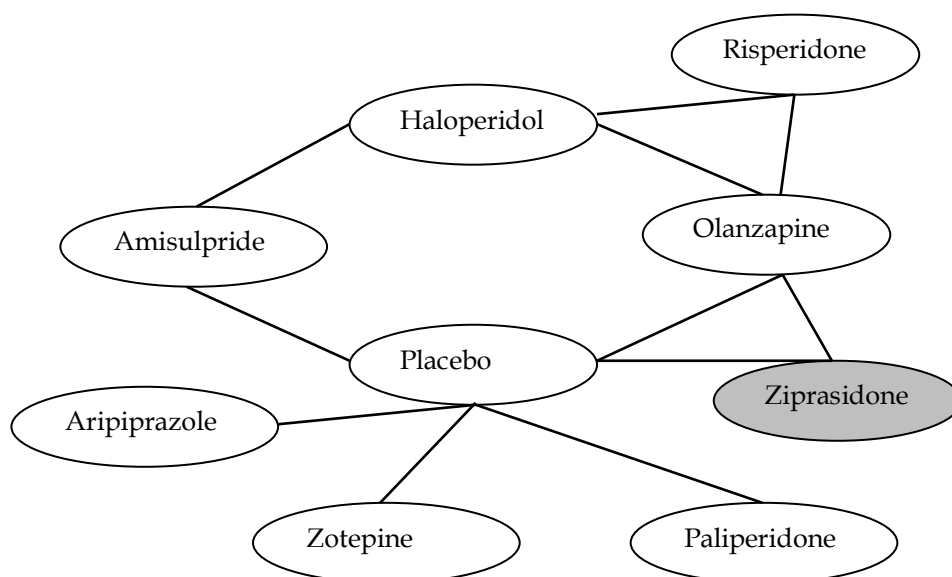 Risperidone
Haloperidol
Olanzapine
Amisulpride
Placebo
Ziprasidone
Aripiprazole
Zotepine
Paliperidone